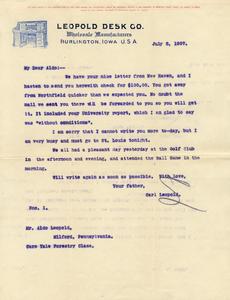 LEOPOLD DESK CO.
Wholesale Manufacturers
BURLINGTON, IOWA U.S.A
July 5, 1907.
My Dear Aldo:-
We have your nice letter from New Haven, and I
hasten to send you herewith check for $100.00. You got away
from Northfield quicker than we expected you. No doubt the
mail we sent you there will be forwarded to you so you will get
it. It included your University report, which I am glad to say
was "without conditions".
I am sorry that I cannot write you more to-day, but I
am very busy and must go to St. Louis tonight.
We all had a pleasant day yesterday at the Golf Club
in the afternoon and evening, and attended the Ball Game in the
morning.
Will write again as soon as possible. With love,
Your father,
Carl Leopold.
Enc. 1.
Mr. Aldo Leopold,
Milford, Pennsylvania.
Care Yale Forestry Class.